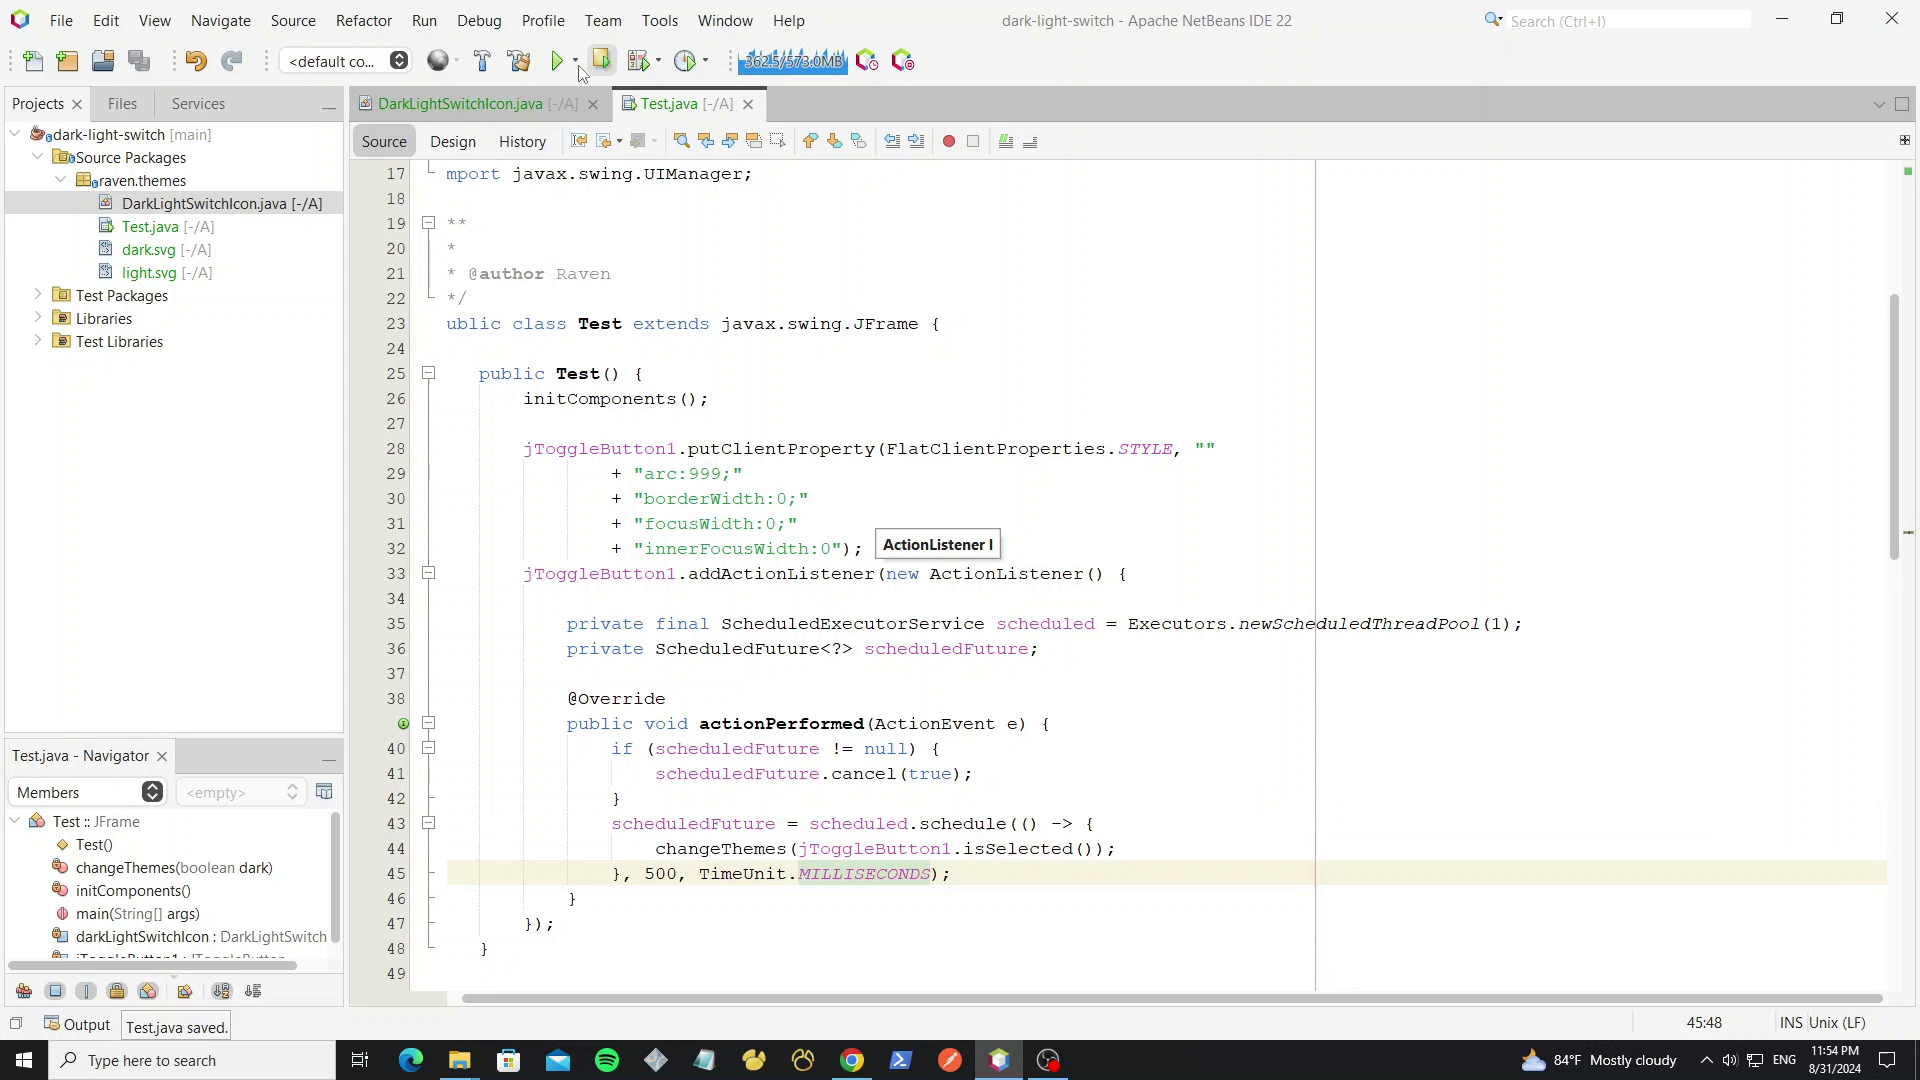 File Edit View Navigate Source Refactor Run Debug Profile Team Tools Window Help
dark-light-switch - Apache NetBeans IDE 22
Search (Ctrl+I)
<default co...
362.5/573.0MB
Projects
Files
Services
DarkLightSwitchIcon.java [-/A]
Test.java [-/A]
Source
Design
History
dark-light-switch [main]
Source Packages
raven.themes
DarkLightSwitchIcon.java [-/A]
Test.java [-/A]
dark.svg [-/A]
light.svg [-/A]
Test Packages
Libraries
Test Libraries
17 mport javax.swing.UIManager;
18
19 **
20 *
21 * @author Raven
22 */
23 ublic class Test extends javax.swing.JFrame {
24
25 public Test() {
26 initComponents();
27
28 jToggleButton1.putClientProperty(FlatClientProperties.STYLE, ""
29 + "arc:999;"
30 + "borderWidth:0;"
31 + "focusWidth:0;"
32 + "innerFocusWidth:0");
ActionListener l
33 jToggleButton1.addActionListener(new ActionListener() {
34
35 private final ScheduledExecutorService scheduled = Executors.newScheduledThreadPool(1);
36 private ScheduledFuture<?> scheduledFuture;
37
38 @Override
39 public void actionPerformed(ActionEvent e) {
40 if (scheduledFuture != null) {
41 scheduledFuture.cancel(true);
42 }
43 scheduledFuture = scheduled.schedule(() -> {
44 changeThemes(jToggleButton1.isSelected());
45 }, 500, TimeUnit.MILLISECONDS);
46 }
47 });
48 }
49
Test.java - Navigator
Members
<empty>
Test :: JFrame
Test()
changeThemes(boolean dark)
initComponents()
main(String[] args)
darkLightSwitchIcon : DarkLightSwitch
jToggleButton1 : JToggleButton
Output
Test.java saved.
45:48
INS Unix (LF)
Type here to search
84°F Mostly cloudy
ENG
11:54 PM
8/31/2024